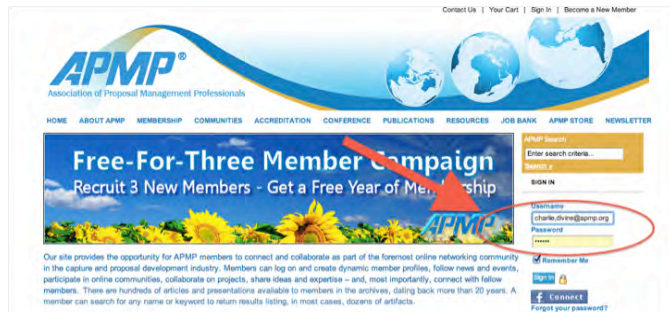 Contact Us | Your Cart | Sign In | Become a New Member
APMP®
Association of Proposal Management Professionals
HOME ABOUT APMP MEMBERSHIP COMMUNITIES ACCREDITATION CONFERENCE PUBLICATIONS RESOURCES JOB BANK APMP STORE NEWSLETTER
Free-For-Three Member Campaign
Recruit 3 New Members - Get a Free Year of Membership
APMP
APMP Search
Enter search criteria...
Search »
SIGN IN
Username
charlie.divine@apmp.org
Password
••••••
Remember Me
Sign In
f Connect
Forgot your password?
Our site provides the opportunity for APMP members to connect and collaborate as part of the foremost online networking community
in the capture and proposal development industry. Members can log on and create dynamic member profiles, follow news and events,
participate in online communities, collaborate on projects, share ideas and expertise – and, most importantly, connect with fellow
members. There are hundreds of articles and presentations available to members in the archives, dating back more than 20 years. A
member can search for any name or keyword to return results listing, in most cases, dozens of artifacts.